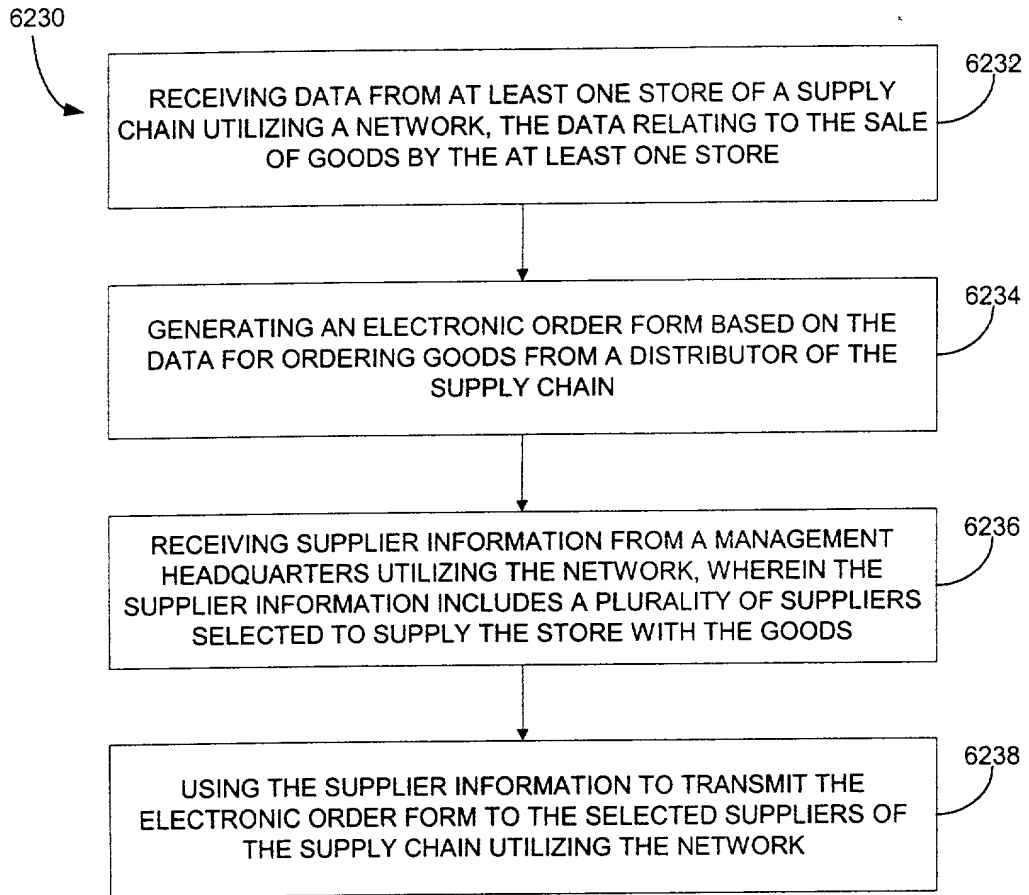 6230
6232
RECEIVING DATA FROM AT LEAST ONE STORE OF A SUPPLY
CHAIN UTILIZING A NETWORK, THE DATA RELATING TO THE SALE
OF GOODS BY THE AT LEAST ONE STORE
6234
GENERATING AN ELECTRONIC ORDER FORM BASED ON THE
DATA FOR ORDERING GOODS FROM A DISTRIBUTOR OF THE
SUPPLY CHAIN
6236
RECEIVING SUPPLIER INFORMATION FROM A MANAGEMENT
HEADQUARTERS UTILIZING THE NETWORK, WHEREIN THE
SUPPLIER INFORMATION INCLUDES A PLURALITY OF SUPPLIERS
SELECTED TO SUPPLY THE STORE WITH THE GOODS
6238
USING THE SUPPLIER INFORMATION TO TRANSMIT THE
ELECTRONIC ORDER FORM TO THE SELECTED SUPPLIERS OF
THE SUPPLY CHAIN UTILIZING THE NETWORK